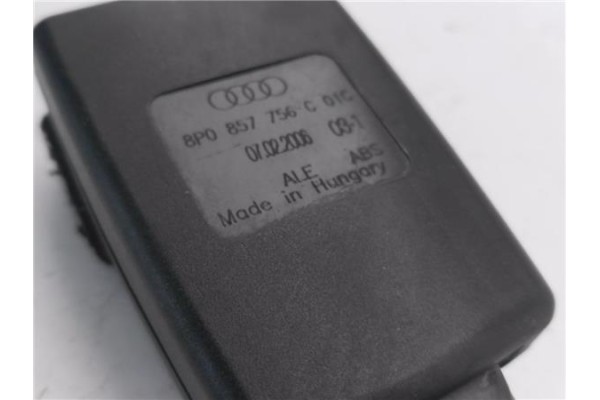 8P0 857 756 C 01C
07.02.2006 03-1
ALE ABS
Made in Hungary